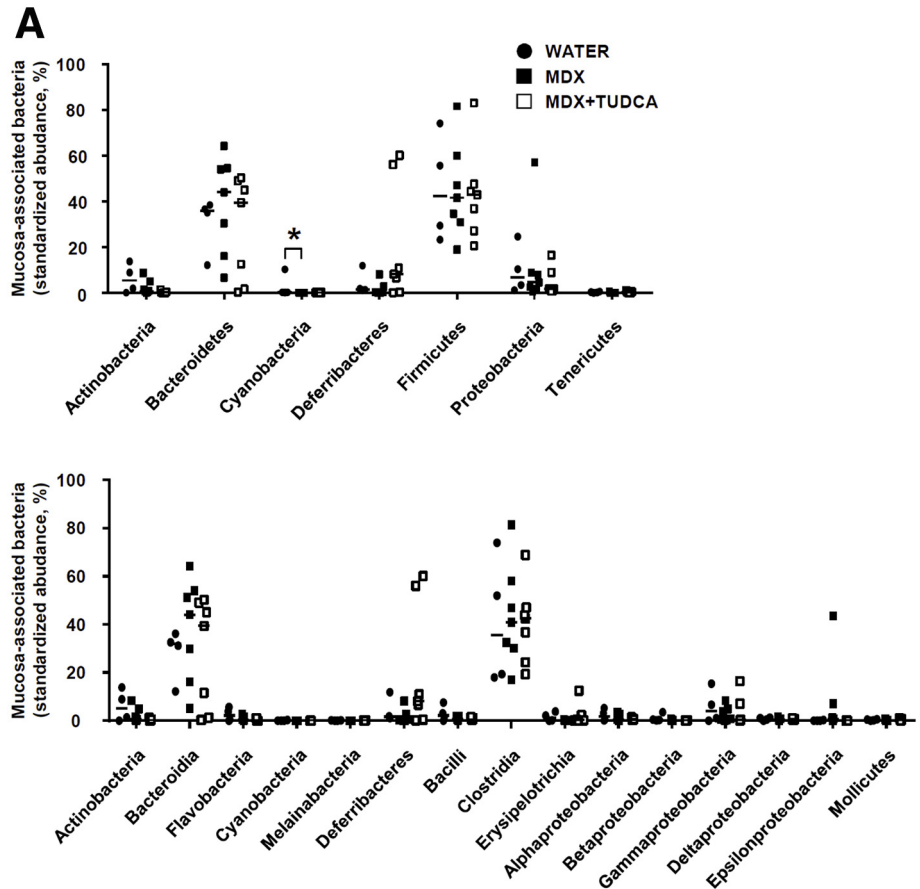 A
WATER
MDX
MDX+TUDCA
Mucosa-associated bacteria
(standardized abudance, %)
100
80
60
40
20
0
*
Actinobacteria
Bacteroidetes
Cyanobacteria
Deferribacteres
Firmicutes
Proteobacteria
Tenericutes
Mucosa-associated bacteria
(standardized abudance, %)
100
80
60
40
20
0
Actinobacteria
Bacteroidia
Flavobacteria
Cyanobacteria
Melainabacteria
Deferribacteres
Bacilli
Clostridia
Erysipelotrichia
Alphaproteobacteria
Betaproteobacteria
Gammaproteobacteria
Deltaproteobacteria
Epsilonproteobacteria
Mollicutes